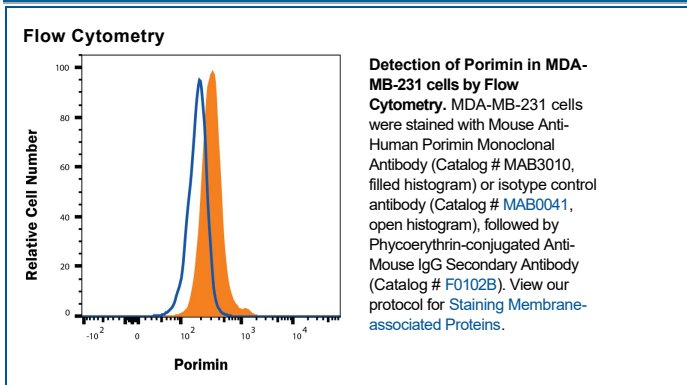 Flow Cytometry
Relative Cell Number
100
80
60
40
20
0
-10 2
0
10 2
10 3
10 4
Porimin
Detection of Porimin in MDA-
MB-231 cells by Flow
Cytometry. MDA-MB-231 cells
were stained with Mouse Anti-
Human Porimin Monoclonal
Antibody (Catalog # MAB3010,
filled histogram) or isotype control
antibody (Catalog # MAB0041,
open histogram), followed by
Phycoerythrin-conjugated Anti-
Mouse IgG Secondary Antibody
(Catalog # F0102B). View our
protocol for Staining Membrane-
associated Proteins.